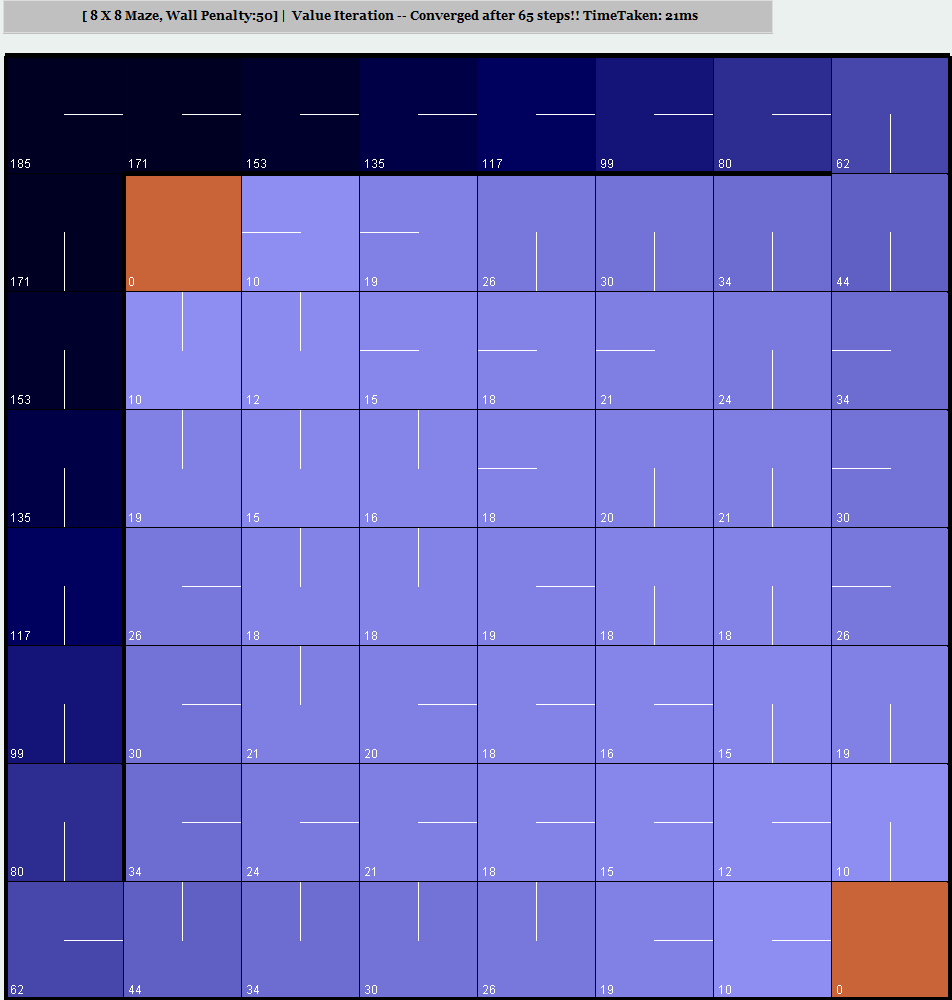 [ 8 X 8 Maze, Wall Penalty:50] | Value Iteration -- Converged after 65 steps!! TimeTaken: 21ms
185 171 153 135 117 99 80 62
171 0 10 19 26 30 34 44
153 10 12 15 18 21 24 34
135 19 15 16 18 20 21 30
117 26 18 18 19 18 18 26
99 30 21 20 18 16 15 19
80 34 24 21 18 15 12 10
62 44 34 30 26 19 10 0